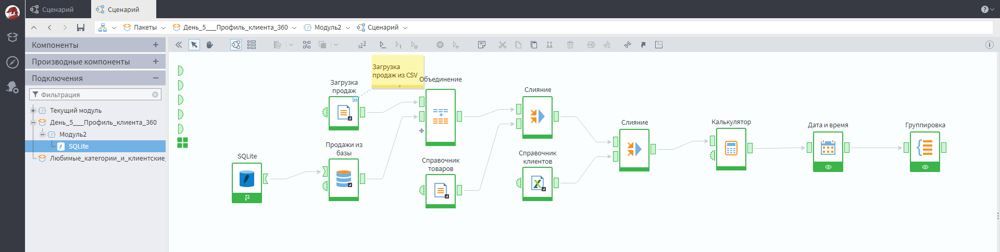 Сценарий
Сценарий
Пакеты
День_5___Профиль_клиента_360
Модуль2
Сценарий
Компоненты
Производные компоненты
Подключения
Фильтрация
Текущий модуль
День_5___Профиль_клиента_360
Модуль2
SQLite
Любимые_категории_и_клиентские_
Загрузка
продаж из CSV
Загрузка
продаж
Объединение
Слияние
Слияние
Калькулятор
Дата и время
Группировка
SQLite
Продажи из
базы
Справочник
товаров
Справочник
клиентов